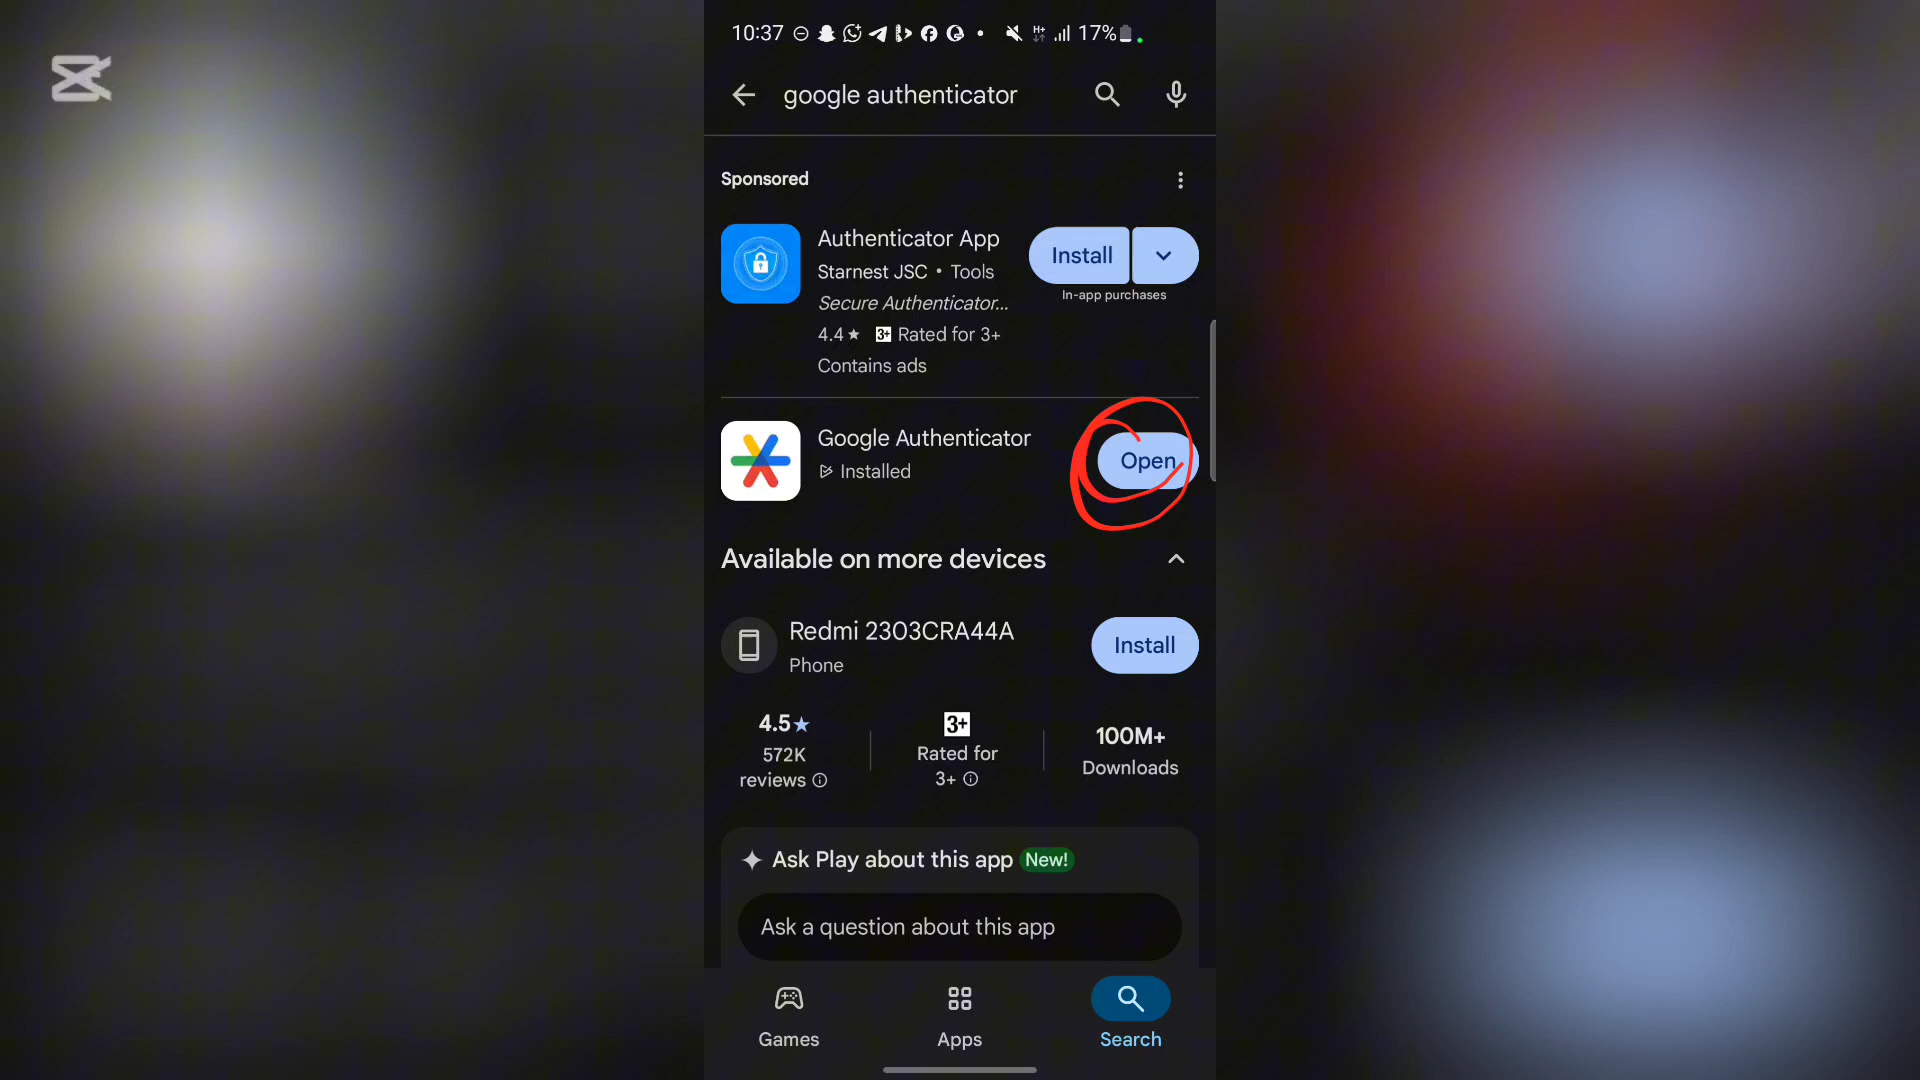 10:37
H+
17%
google authenticator
Sponsored
Authenticator App
Starnest JSC • Tools
Secure Authenticator...
4.4★ 3+ Rated for 3+
Contains ads
Install
In-app purchases
Google Authenticator
Installed
Open
Available on more devices
Redmi 2303CRA44A
Phone
Install
4.5★
572K
reviews
3+
Rated for
3+
100M+
Downloads
Ask Play about this app New!
Ask a question about this app
Games
Apps
Search